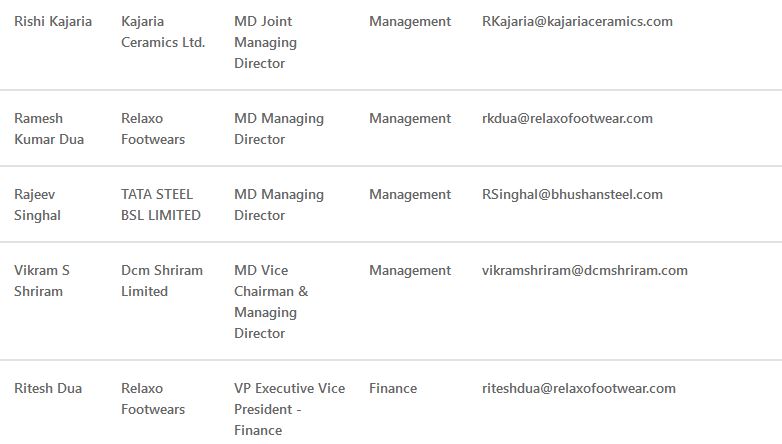 Rishi Kajaria Kajaria MD Joint Management RKajaria@kajariaceramics.com
Ceramics Ltd. Managing
Director
Ramesh Relaxo MD Managing Management rkdua@relaxofootwear.com
Kumar Dua Footwears Director
Rajeev TATA STEEL MD Managing Management RSinghal@bhushansteel.com
Singhal BSL LIMITED Director
Vikram S Dcm Shriram MD Vice Management vikramshriram@dcmshriram.com
Shriram Limited Chairman &
Managing
Director
Ritesh Dua Relaxo VP Executive Vice Finance riteshdua@relaxofootwear.com
Footwears President -
Finance